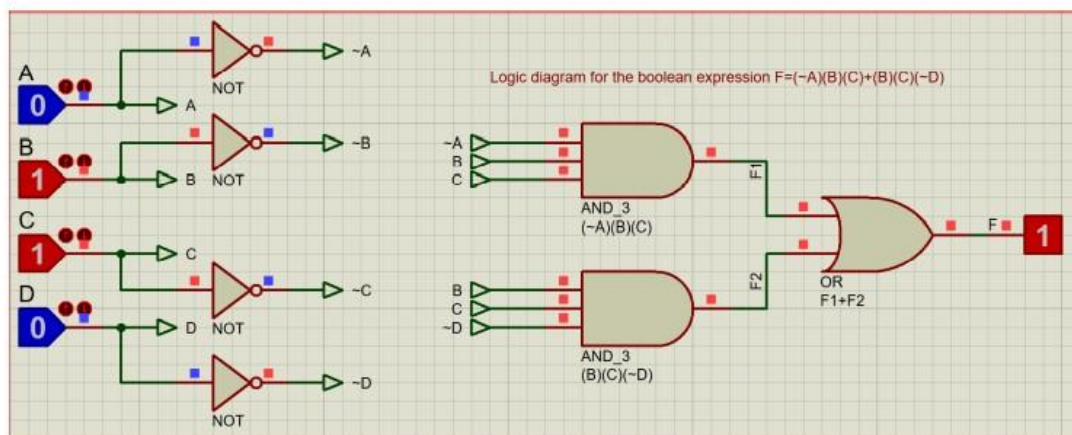 A
0
~A
NOT
A
B
1
~B
NOT
B
C
1
C
~C
NOT
D
0
D
~D
NOT
Logic diagram for the boolean expression F=(~A)(B)(C)+(B)(C)(~D)
~A
B
C
AND_3
(~A)(B)(C)
F1
B
C
~D
AND_3
(B)(C)(~D)
F2
OR
F1+F2
F
1